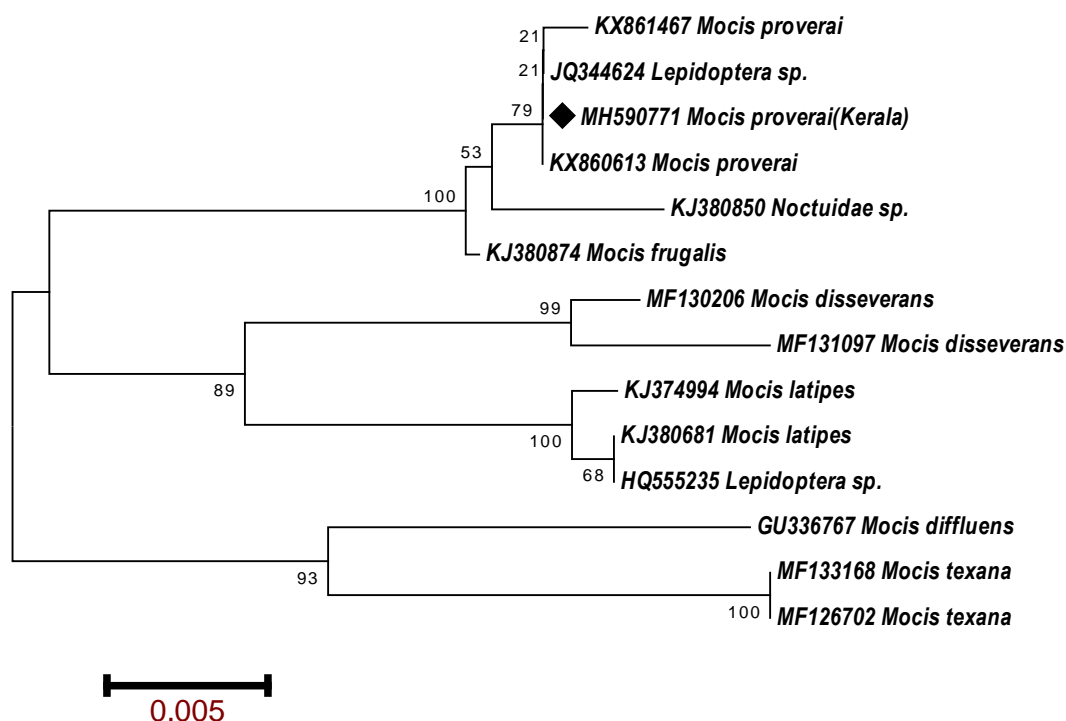 21 KX861467 Mocis proverai
21 JQ344624 Lepidoptera sp.
79 MH590771 Mocis proverai(Kerala)
53 KX860613 Mocis proverai
100 KJ380850 Noctuidae sp.
KJ380874 Mocis frugalis
99 MF130206 Mocis disseverans
MF131097 Mocis disseverans
89 KJ374994 Mocis latipes
100 KJ380681 Mocis latipes
68 HQ555235 Lepidoptera sp.
GU336767 Mocis diffluens
93 MF133168 Mocis texana
100 MF126702 Mocis texana
0.005